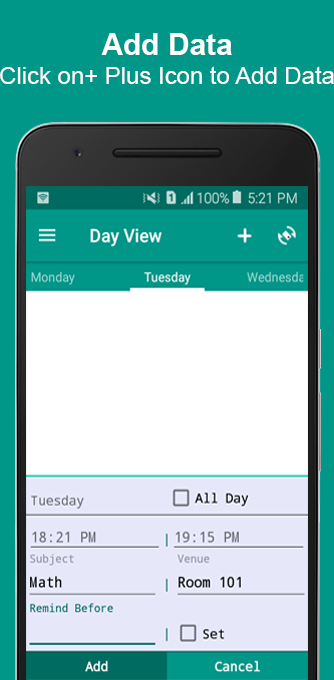 Add Data
Click on+ Plus Icon to Add Data
100% 5:21 PM
Day View
Monday Tuesday Wednesda
Tuesday All Day
18:21 PM | 19:15 PM
Subject Venue
Math | Room 101
Remind Before
| Set
Add Cancel